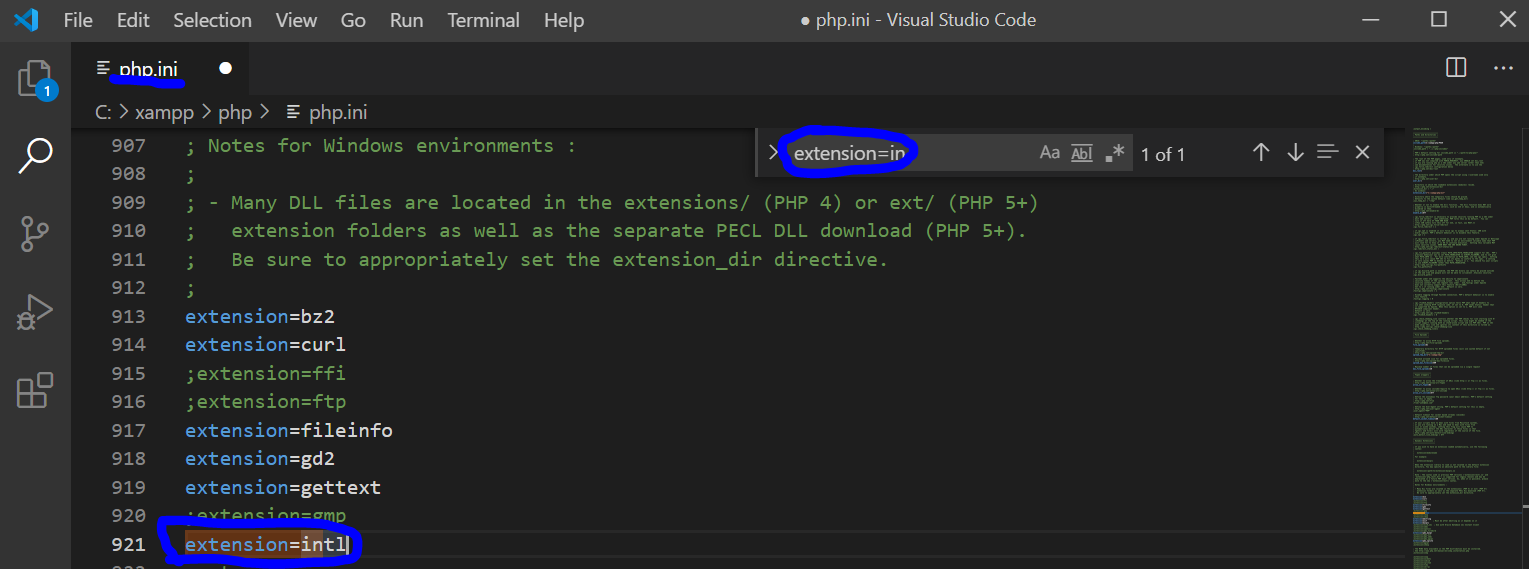 File Edit Selection View Go Run Terminal Help ● php.ini - Visual Studio Code
php.ini ●
1
C: > xampp > php > php.ini
extension=in Aa Abl .* 1 of 1
907 ; Notes for Windows environments :
908 ;
909 ; - Many DLL files are located in the extensions/ (PHP 4) or ext/ (PHP 5+)
910 ;   extension folders as well as the separate PECL DLL download (PHP 5+).
911 ;   Be sure to appropriately set the extension_dir directive.
912 ;
913 extension=bz2
914 extension=curl
915 ;extension=ffi
916 ;extension=ftp
917 extension=fileinfo
918 extension=gd2
919 extension=gettext
920 ;extension=gmp
921 extension=intl